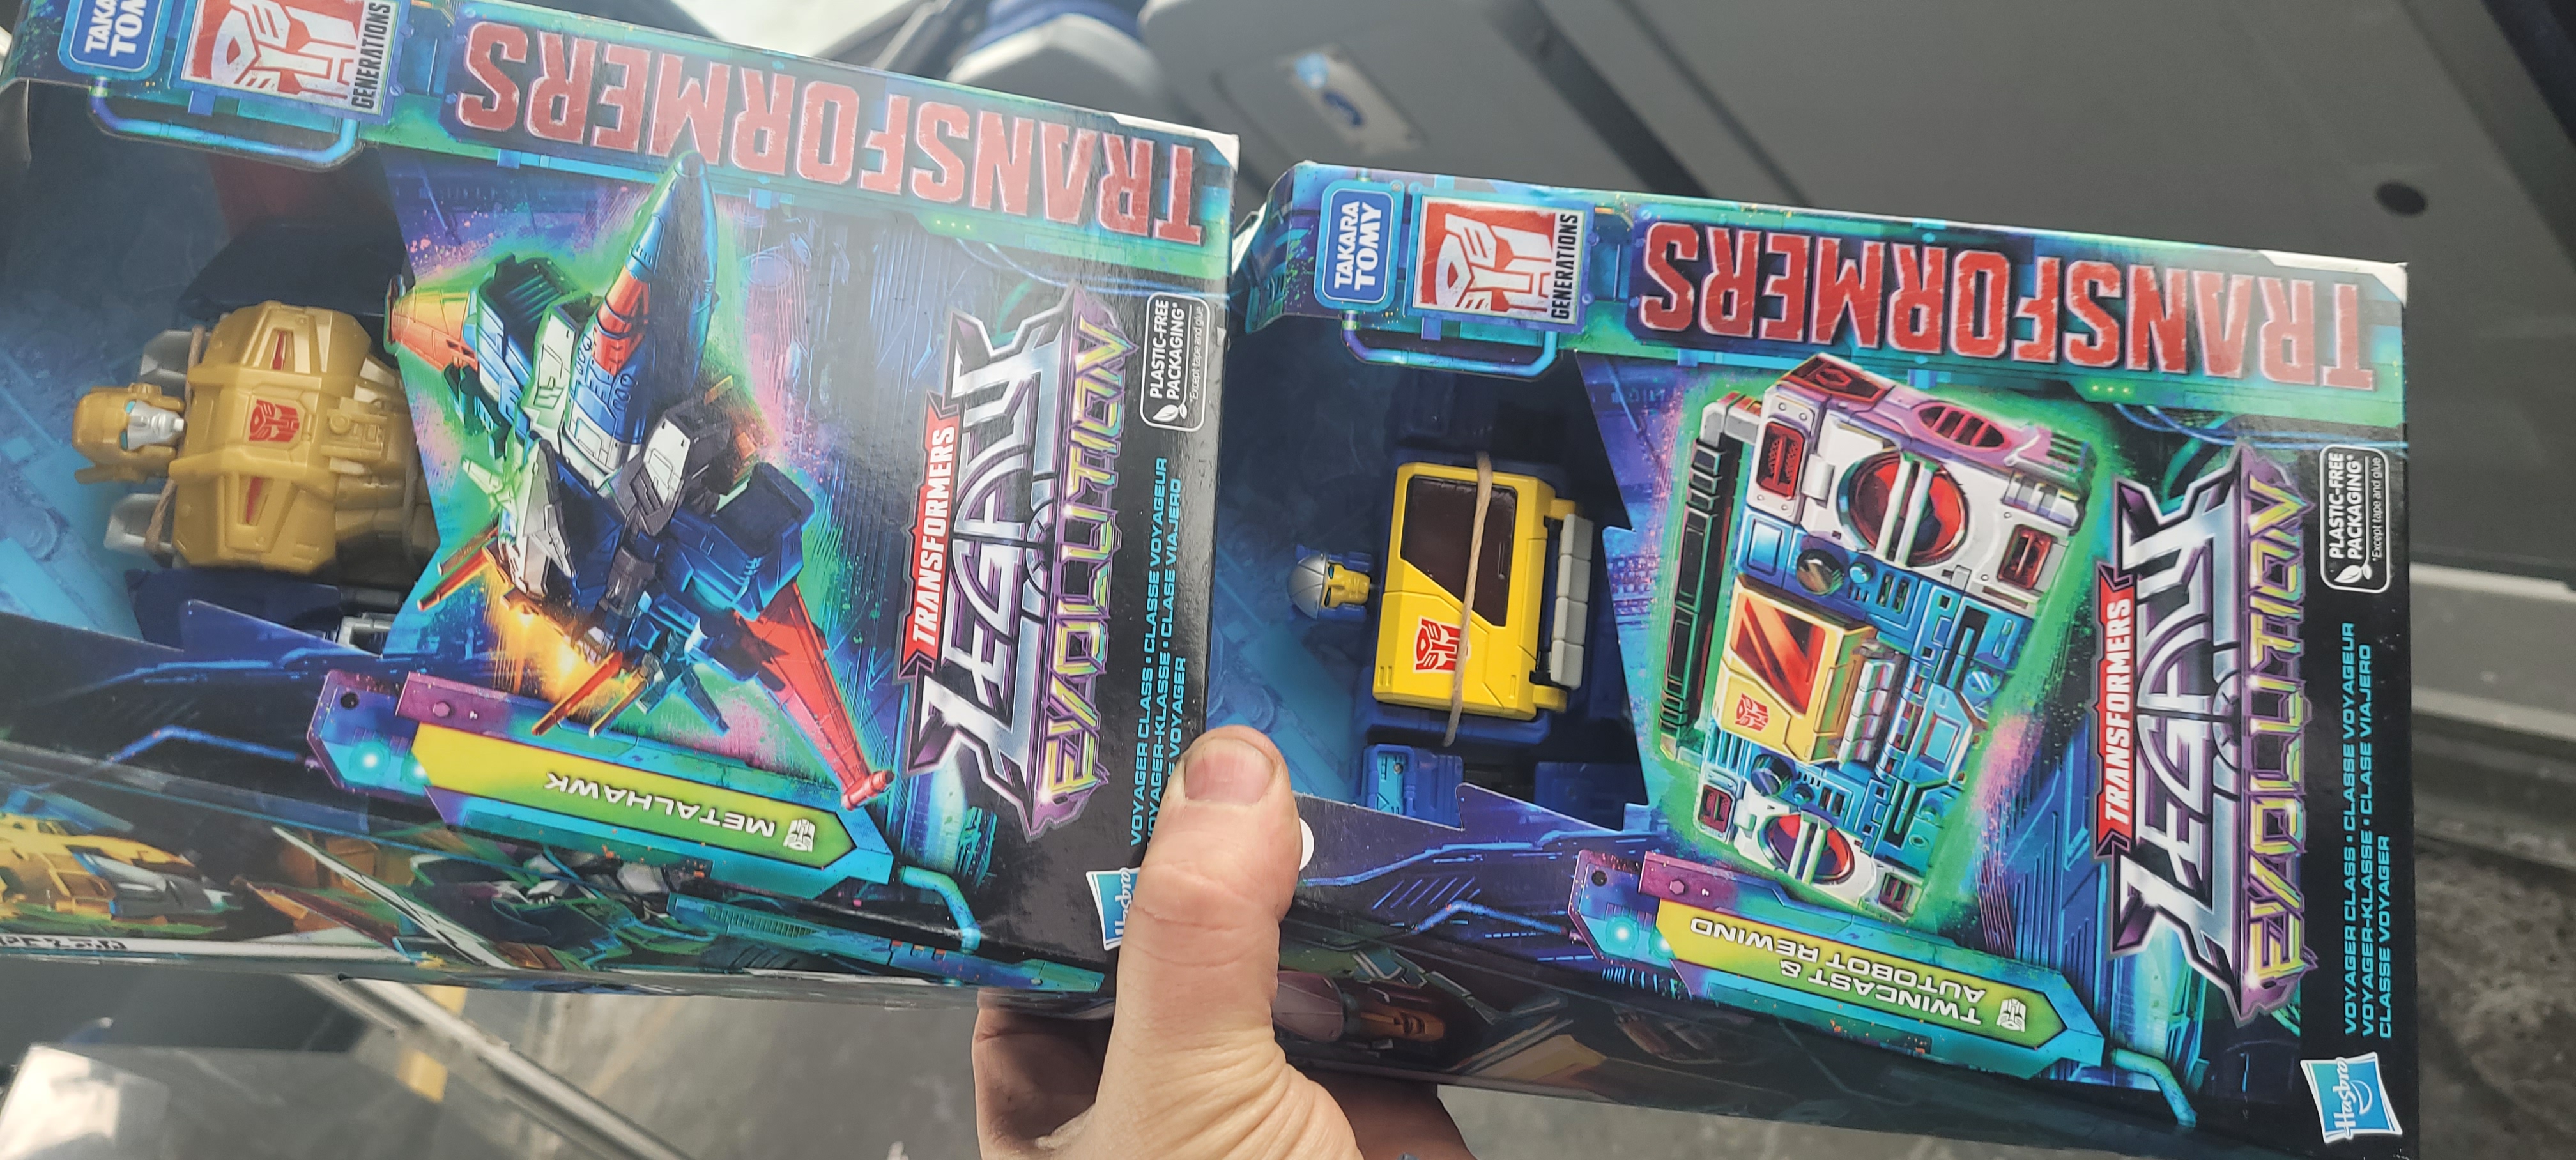 TAKARA
TOMY
GENERATIONS
TRANSFORMERS
PLASTIC-FREE
PACKAGING*
*Except tape and glue
TRANSFORMERS
LEGACY
EVOLUTION
VOYAGER CLASS • CLASSE VOYAGEUR
VOYAGER-KLASSE • CLASE VIAJERO
CLASSE VOYAGER
METALHAWK
Hasbro
TAKARA
TOMY
GENERATIONS
TRANSFORMERS
PLASTIC-FREE
PACKAGING*
*Except tape and glue
TRANSFORMERS
LEGACY
EVOLUTION
VOYAGER CLASS • CLASSE VOYAGEUR
VOYAGER-KLASSE • CLASE VIAJERO
CLASSE VOYAGER
TWINCAST &
AUTOBOT REWIND
Hasbro